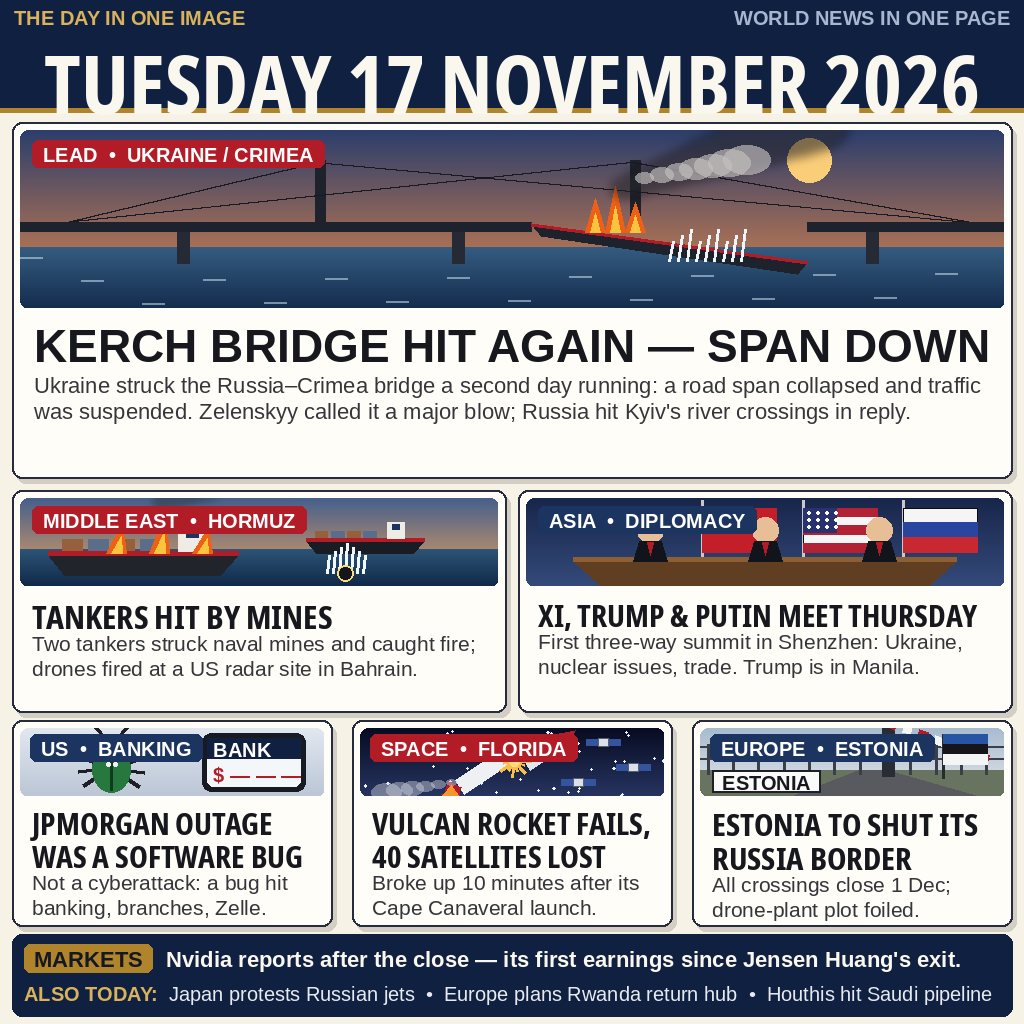 THE DAY IN ONE IMAGE
WORLD NEWS IN ONE PAGE
TUESDAY 17 NOVEMBER 2026
LEAD • UKRAINE / CRIMEA
KERCH BRIDGE HIT AGAIN — SPAN DOWN
Ukraine struck the Russia–Crimea bridge a second day running: a road span collapsed and traffic
was suspended. Zelenskyy called it a major blow; Russia hit Kyiv's river crossings in reply.
MIDDLE EAST • HORMUZ
TANKERS HIT BY MINES
Two tankers struck naval mines and caught fire;
drones fired at a US radar site in Bahrain.
ASIA • DIPLOMACY
XI, TRUMP & PUTIN MEET THURSDAY
First three-way summit in Shenzhen: Ukraine,
nuclear issues, trade. Trump is in Manila.
US • BANKING
BANK
$ — — —
JPMORGAN OUTAGE
WAS A SOFTWARE BUG
Not a cyberattack: a bug hit
banking, branches, Zelle.
SPACE • FLORIDA
VULCAN ROCKET FAILS,
40 SATELLITES LOST
Broke up 10 minutes after its
Cape Canaveral launch.
EUROPE • ESTONIA
ESTONIA
ESTONIA TO SHUT ITS
RUSSIA BORDER
All crossings close 1 Dec;
drone-plant plot foiled.
MARKETS Nvidia reports after the close — its first earnings since Jensen Huang's exit.
ALSO TODAY: Japan protests Russian jets • Europe plans Rwanda return hub • Houthis hit Saudi pipeline